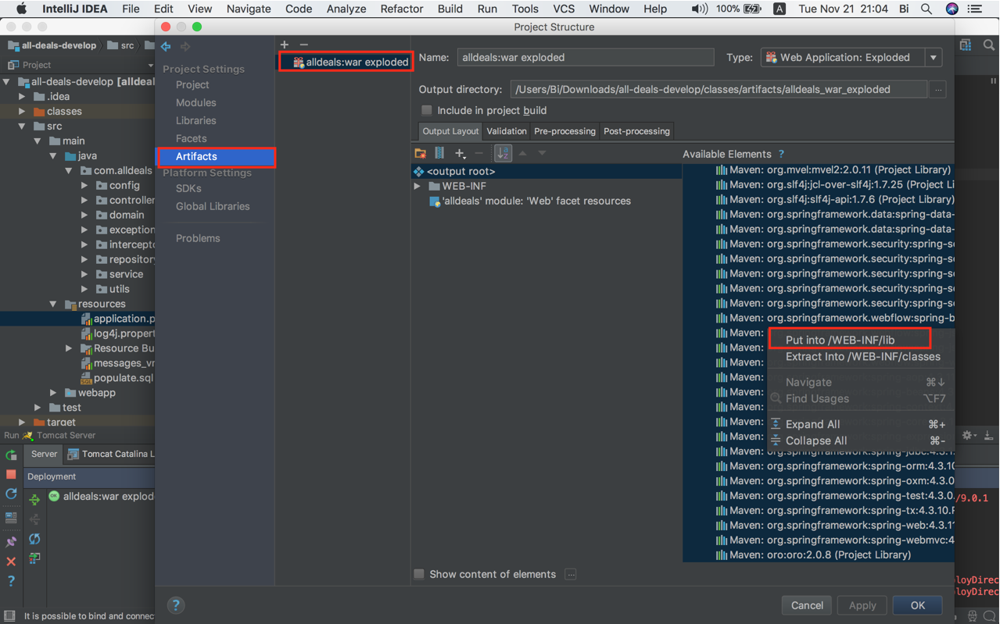 IntelliJ IDEA File Edit View Navigate Code Analyze Refactor Build Run Tools VCS Window Help 100% A Tue Nov 21 21:04 Bi
Project Structure
all-deals-develop src
Project
all-deals-develop [alldeal
.idea
classes
src
main
java
com.alldeals
config
controller
domain
exception
intercepto
repository
service
utils
resources
application.p
log4j.propert
Resource Bu
messages_vn
populate.sql
webapp
test
target
Run Tomcat Server
Server Tomcat Catalina L
Deployment
OK alldeals:war explode
It is possible to bind and connec
Project Settings
Project
Modules
Libraries
Facets
Artifacts
Platform Settings
SDKs
Global Libraries
Problems
alldeals:war exploded
Name: alldeals:war exploded Type: Web Application: Exploded
Output directory: /Users/Bi/Downloads/all-deals-develop/classes/artifacts/alldeals_war_exploded ...
Include in project build
Output Layout Validation Pre-processing Post-processing
Available Elements ?
<output root>
WEB-INF
'alldeals' module: 'Web' facet resources
Maven: org.mvel:mvel2:2.0.11 (Project Library)
Maven: org.slf4j:jcl-over-slf4j:1.7.25 (Project Li
Maven: org.slf4j:slf4j-api:1.7.6 (Project Library)
Maven: org.springframework.data:spring-data-
Maven: org.springframework.data:spring-data-
Maven: org.springframework.security:spring-se
Maven: org.springframework.security:spring-se
Maven: org.springframework.security:spring-se
Maven: org.springframework.security:spring-se
Maven: org.springframework.security:spring-se
Maven: org.springframework.webflow:spring-b
Maven:
Maven:
Maven:
Maven:
Maven:
Maven:
Maven:
Maven:
Maven: org.springframework:spring-jdbc:4.3.1
Maven: org.springframework:spring-orm:4.3.10
Maven: org.springframework:spring-oxm:4.3.0
Maven: org.springframework:spring-test:4.3.0.
Maven: org.springframework:spring-tx:4.3.10.F
Maven: org.springframework:spring-web:4.3.11
Maven: org.springframework:spring-webmvc:4
Maven: oro:oro:2.0.8 (Project Library)
Put into /WEB-INF/lib
Extract Into /WEB-INF/classes
Navigate ⌘↓
Find Usages ⌥F7
Expand All ⌘+
Collapse All ⌘-
Show content of elements ...
? Cancel Apply OK
/9.0.1
loyDirec
loyDirec